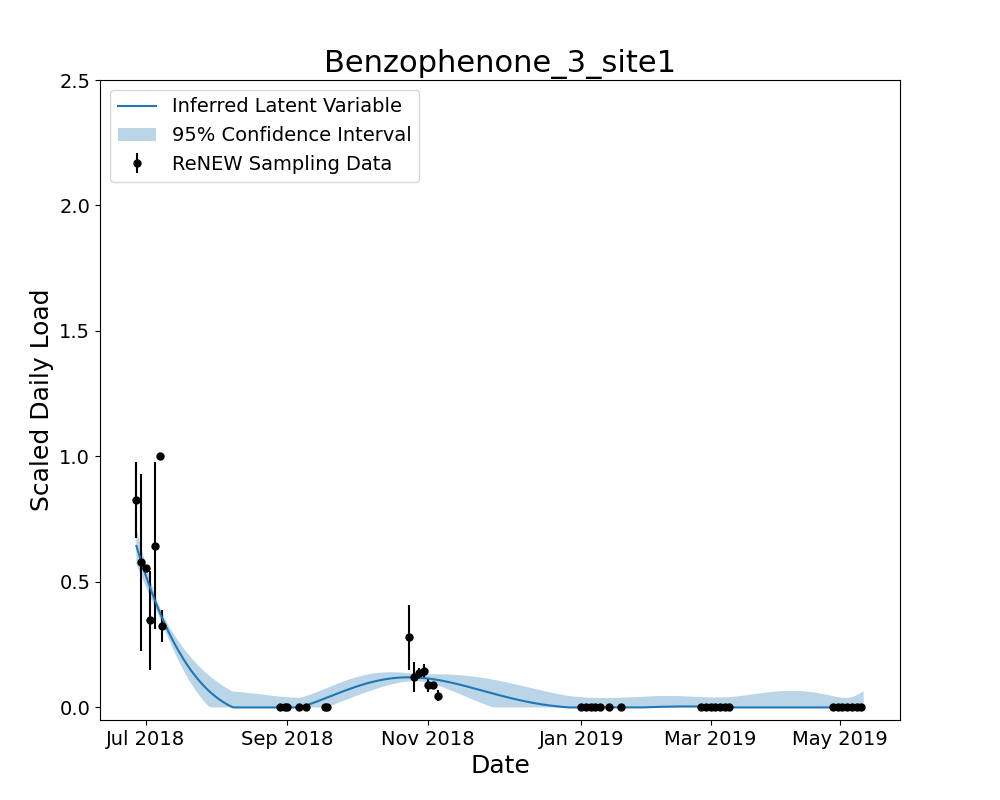 Benzophenone_3_site1
2.5
2.0
1.5
1.0
0.5
0.0
Scaled Daily Load
Inferred Latent Variable
95% Confidence Interval
ReNEW Sampling Data
Jul 2018 Sep 2018 Nov 2018 Jan 2019 Mar 2019 May 2019
Date